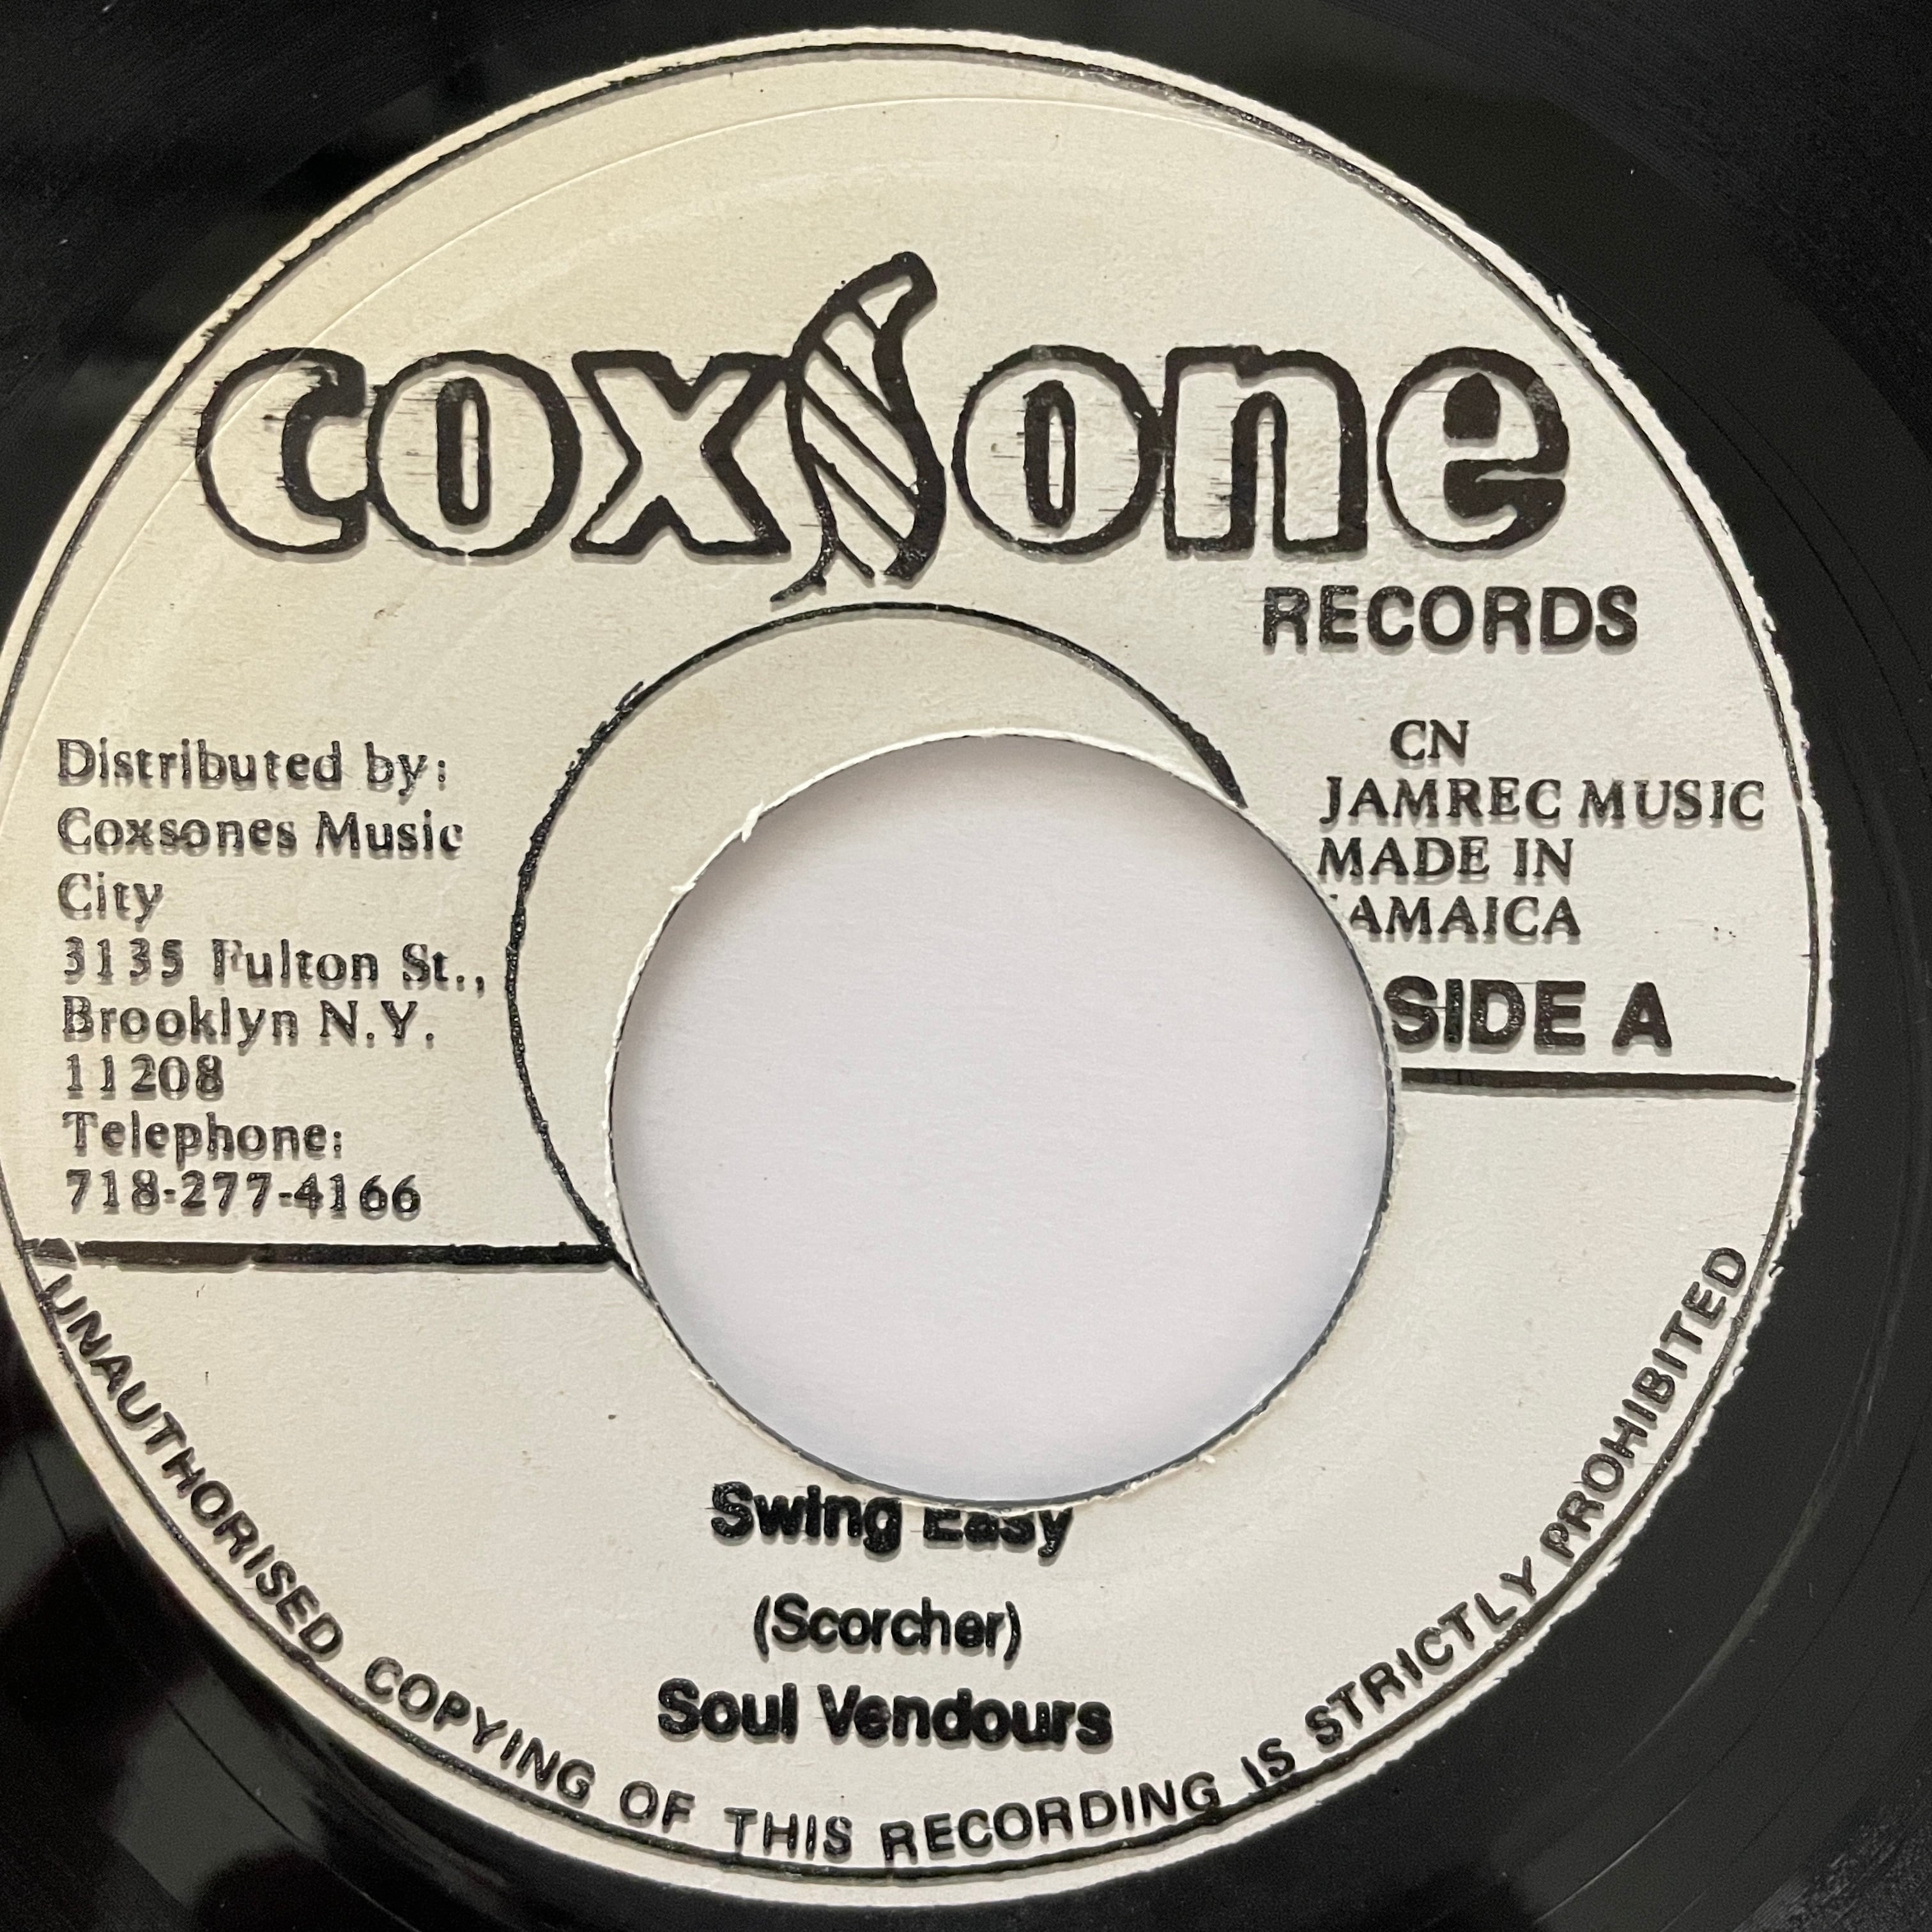 coxsone
RECORDS
Distributed by:
Coxsones Music
City
3135 Fulton St.,
Brooklyn N.Y.
11208
Telephone:
718-277-4166
CN
JAMREC MUSIC
MADE IN
JAMAICA
SIDE A
Swing Easy
(Scorcher)
Soul Vendours
UNAUTHORISED COPYING OF THIS RECORDING IS STRICTLY PROHIBITED